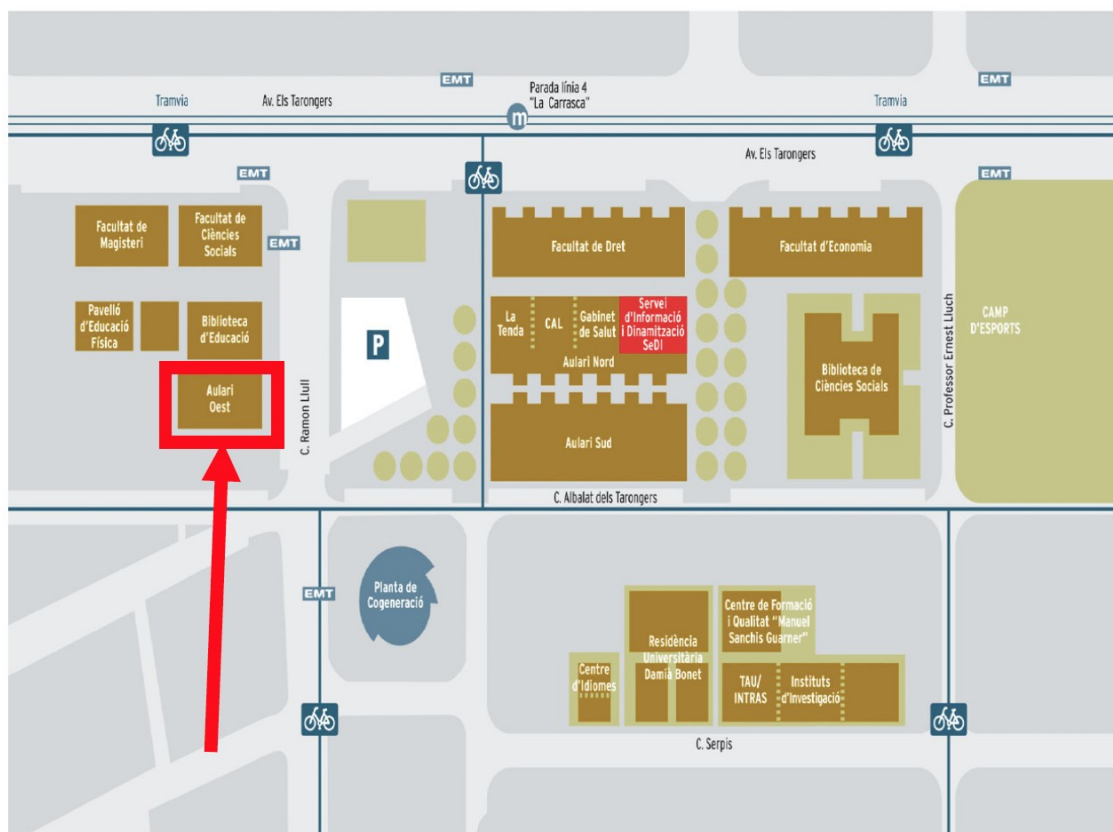 EMT
Parada línia 4
"La Carrasca"
EMT
Tramvia
Av. Els Tarongers
m
Tramvia
Av. Els Tarongers
EMT
EMT
Facultat de
Magisteri
Facultat de
Ciències
Socials
EMT
Facultat de Dret
Facultat d'Economia
Pavelló
d'Educació
Física
Biblioteca
d'Educació
P
La
Tenda
CAL
Gabinet
de Salut
Servei
d'Informació
i Dinamització
SeDI
Aulari Nord
Biblioteca de
Ciències Socials
C. Professor Ernest Lluch
CAMP
D'ESPORTS
Aulari
Oest
C. Ramon Llull
Aulari Sud
C. Albalat dels Tarongers
EMT
Planta de
Cogeneració
Centre
d'Idiomes
Residència
Universitària
Damià Bonet
Centre de Formació
i Qualitat "Manuel
Sanchis Guarner"
TAU/
INTRAS
Instituts
d'Investigació
C. Serpis